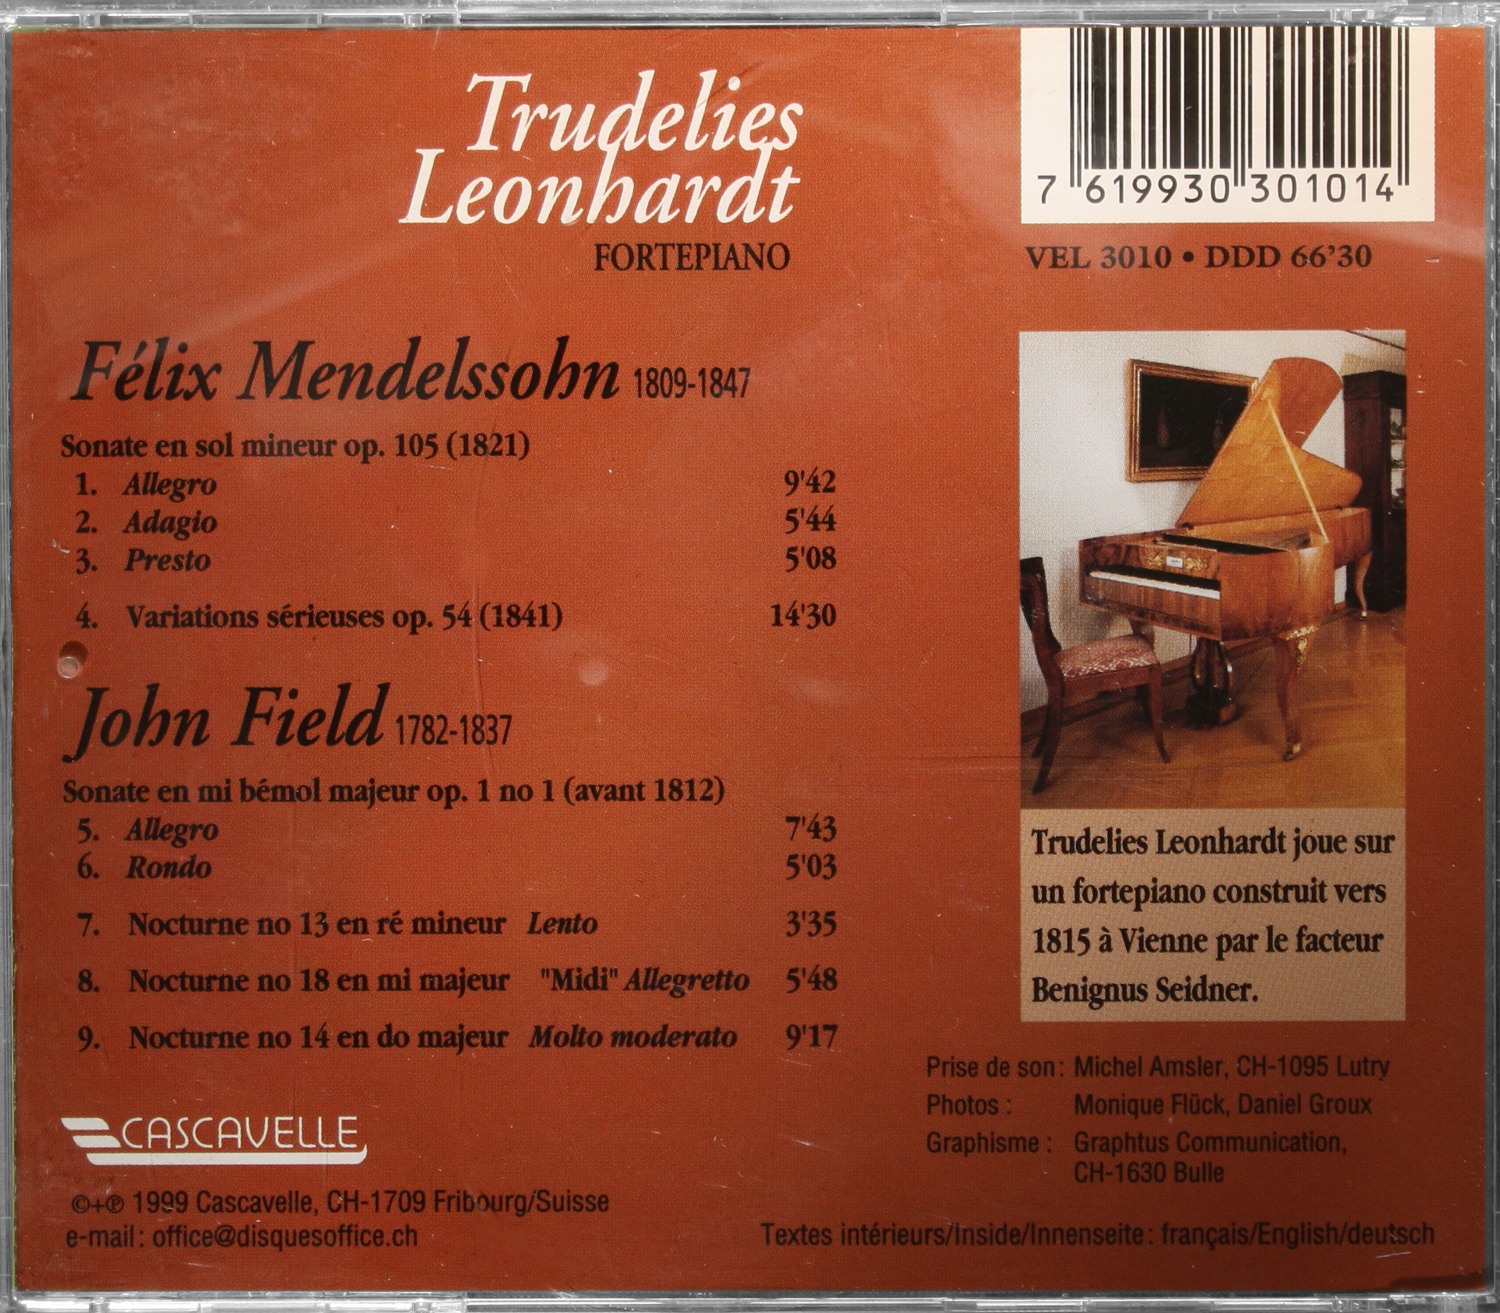 Trudelies
Leonhardt
FORTEPIANO
7 619930 301014
VEL 3010 • DDD 66'30
Félix Mendelssohn 1809-1847
Sonate en sol mineur op. 105 (1821)
1. Allegro 9'42
2. Adagio 5'44
3. Presto 5'08
4. Variations sérieuses op. 54 (1841) 14'30
John Field 1782-1837
Sonate en mi bémol majeur op. 1 no 1 (avant 1812)
5. Allegro 7'43
6. Rondo 5'03
7. Nocturne no 13 en ré mineur Lento 3'35
8. Nocturne no 18 en mi majeur "Midi" Allegretto 5'48
9. Nocturne no 14 en do majeur Molto moderato 9'17
Trudelies Leonhardt joue sur
un fortepiano construit vers
1815 à Vienne par le facteur
Benignus Seidner.
Prise de son : Michel Amsler, CH-1095 Lutry
Photos : Monique Flück, Daniel Groux
Graphisme : Graphtus Communication,
CH-1630 Bulle
CASCAVELLE
©+℗ 1999 Cascavelle, CH-1709 Fribourg/Suisse
e-mail : office@disquesoffice.ch
Textes intérieurs/Inside/Innenseite : français/English/deutsch